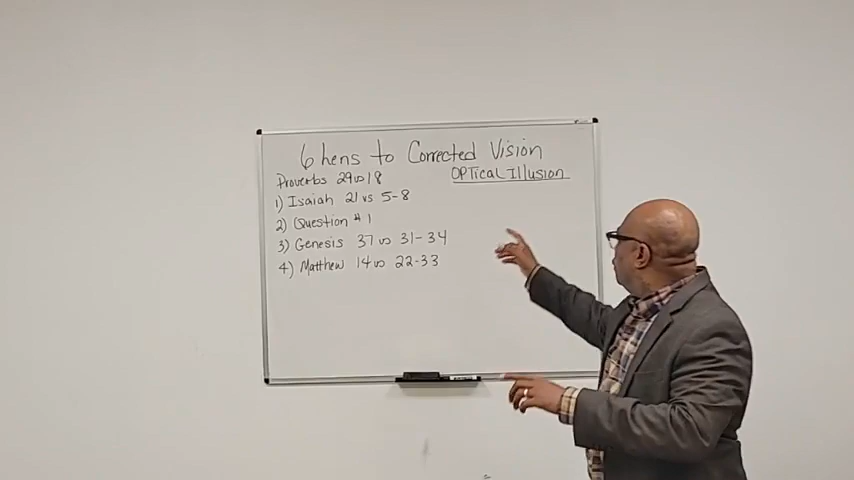 6 Lens to Corrected Vision
Proverbs 29 vs 18
OPTical Illusion
1) Isaiah 21 vs 5-8
2) Question # 1
3) Genesis 37 vs 31-34
4) Matthew 14 vs 22-33